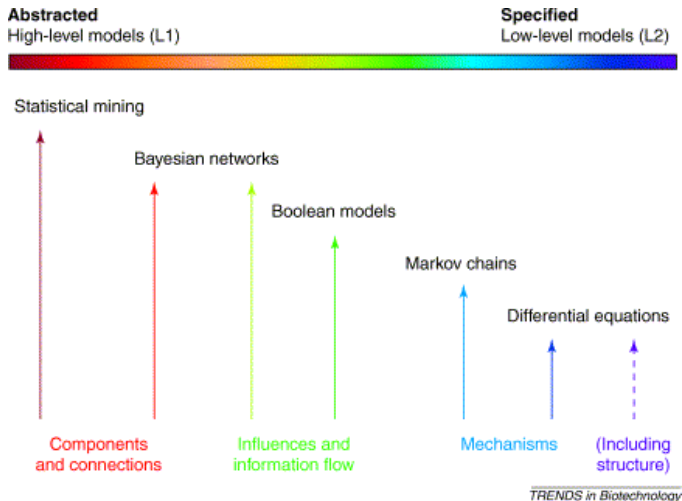 Abstracted
High-level models (L1)
Specified
Low-level models (L2)
Statistical mining
Bayesian networks
Boolean models
Markov chains
Differential equations
Components
and connections
Influences and
information flow
Mechanisms
(Including
structure)
TRENDS in Biotechnology